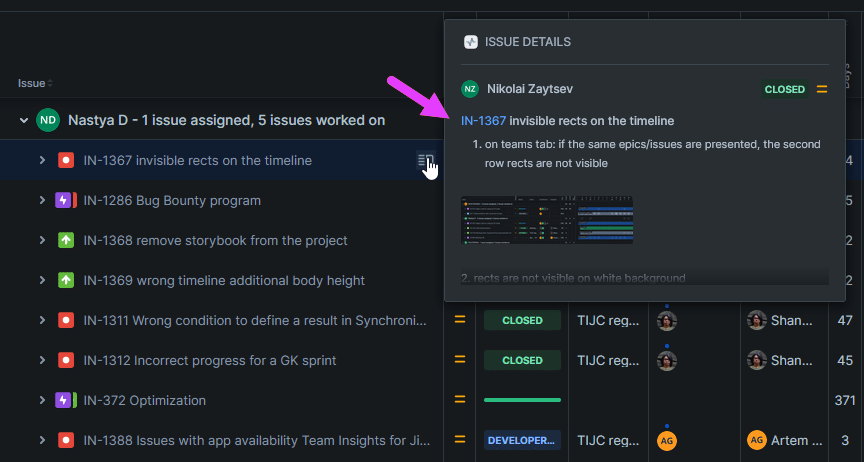 ISSUE DETAILS
NZ Nikolai Zaytsev CLOSED
IN-1367 invisible rects on the timeline
1. on teams tab: if the same epics/issues are presented, the second
row rects are not visible
2. rects are not visible on white background
Issue
ND Nastya D - 1 issue assigned, 5 issues worked on
IN-1367 invisible rects on the timeline 4
IN-1286 Bug Bounty program 5
IN-1368 remove storybook from the project 2
IN-1369 wrong timeline additional body height 2
IN-1311 Wrong condition to define a result in Synchroni... CLOSED TIJC reg... Shan... 47
IN-1312 Incorrect progress for a GK sprint CLOSED TIJC reg... Shan... 45
IN-372 Optimization 371
IN-1388 Issues with app availability Team Insights for Ji... DEVELOPER... TIJC reg... AG AG Artem ... 3